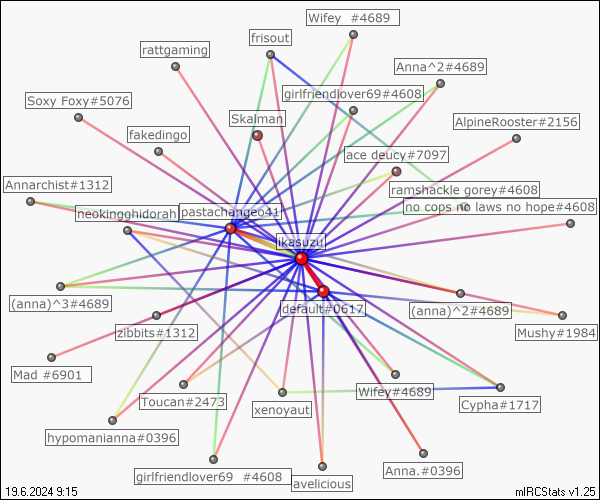 Wifey  #4689
frisout
rattgaming
Anna^2#4689
girlfriendlover69#4608
Soxy Foxy#5076
Skalman
AlpineRooster#2156
fakedingo
ace deucy#7097
Annarchist#1312
ramshackle gorey#4608
neokingghidorah
pastachangeo41
no cops no laws no hope#4608
ikasuzu
(anna)^3#4689
default#0617
(anna)^2#4689
zibbits#1312
Mushy#1984
Mad #6901
Toucan#2473
Wifey#4689
xenoyaut
Cypha#1717
hypomanianna#0396
girlfriendlover69  #4608
Anna.#0396
avelicious
19.6.2024 9:15
mIRCStats v1.25